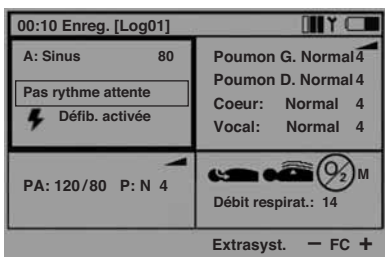 00:10 Enreg. [Log01]
A: Sinus 80
Pas rythme attente
Défib. activée
Poumon G. Normal 4
Poumon D. Normal 4
Coeur: Normal 4
Vocal: Normal 4
PA: 120/80 P: N 4
O2 M
Débit respirat.: 14
Extrasyst. — FC +